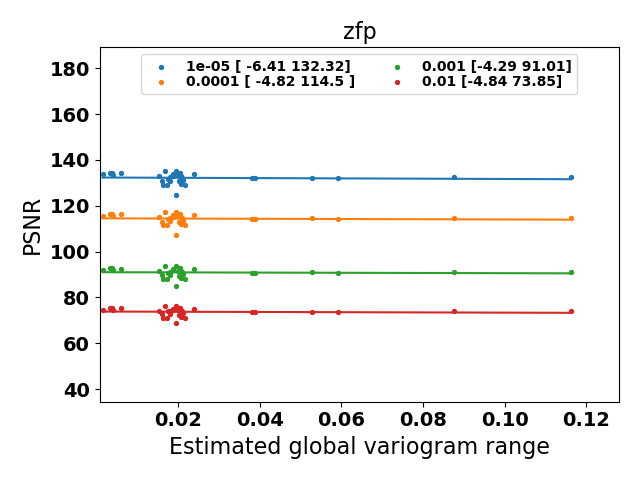 zfp
1e-05 [ -6.41 132.32]
0.0001 [ -4.82 114.5 ]
0.001 [-4.29 91.01]
0.01 [-4.84 73.85]
PSNR
180
160
140
120
100
80
60
40
0.02 0.04 0.06 0.08 0.10 0.12
Estimated global variogram range